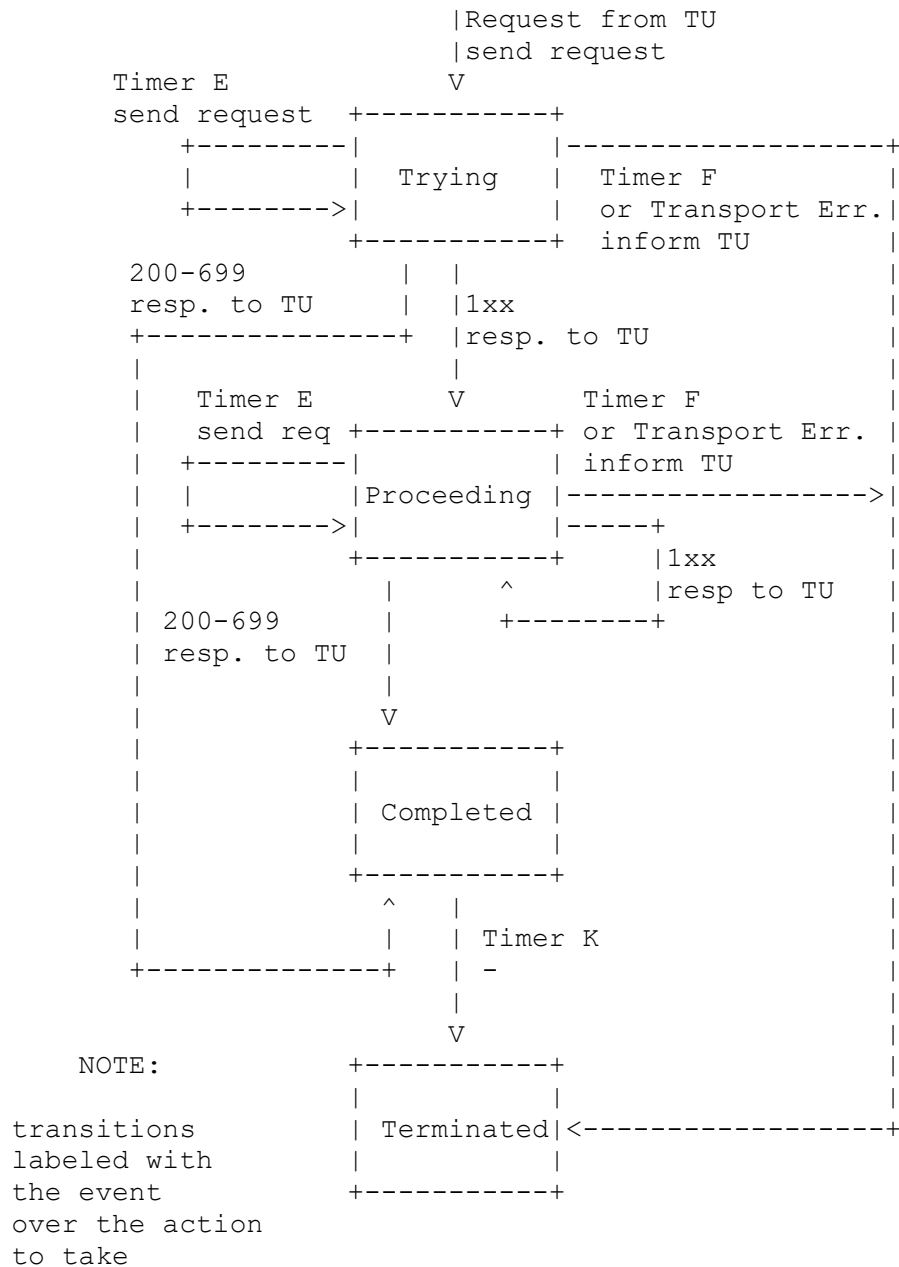 |Request from TU
|send request
Timer E V
send request +-----------+
+---------| |-------------------+
| | Trying | Timer F |
+-------->| | or Transport Err.|
+-----------+ inform TU |
200-699 | | |
resp. to TU | |1xx |
+---------------+ |resp. to TU |
| | |
| Timer E V Timer F |
| send req +-----------+ or Transport Err. |
| +---------| | inform TU |
| | |Proceeding |------------------>|
| +-------->| |-----+ |
| +-----------+ |1xx |
| | ^ |resp to TU |
| 200-699 | +--------+ |
| resp. to TU | |
| | |
| V |
| +-----------+ |
| | | |
| | Completed | |
| | | |
| +-----------+ |
| ^ | |
| | | Timer K |
+--------------+ | - |
| |
V |
NOTE: +-----------+ |
| | |
transitions | Terminated|<------------------+
labeled with | |
the event +-----------+
over the action
to take